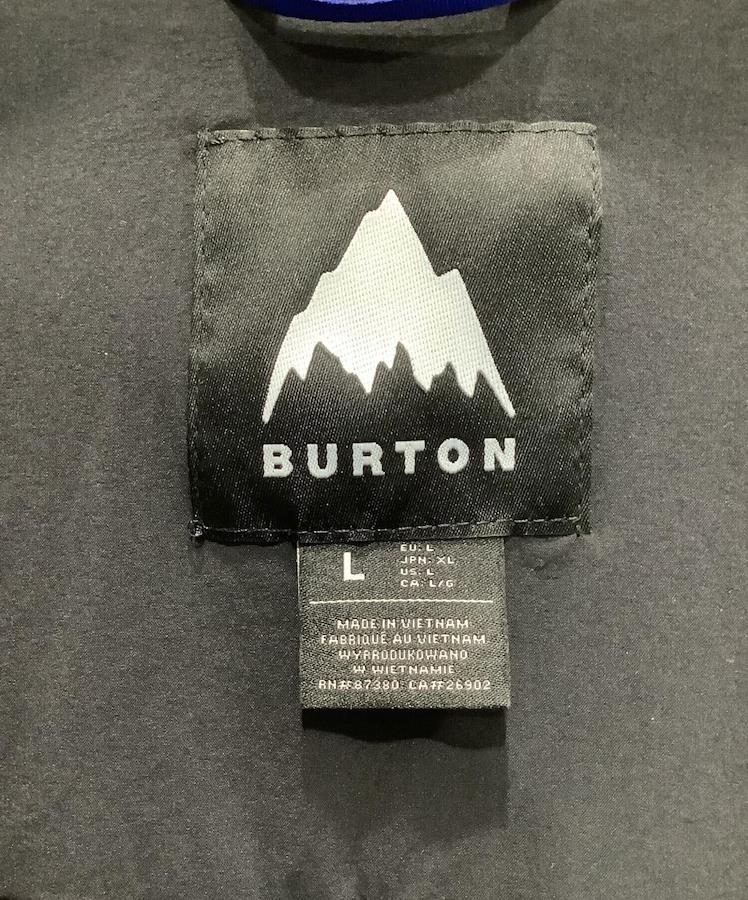 BURTON
L
EU: L
JPN: XL
US: L
CA: L/G
MADE IN VIETNAM
FABRIQUÉ AU VIETNAM
WYPRODUKOWANO
W WIETNAMIE
RN#87380 CA#26902